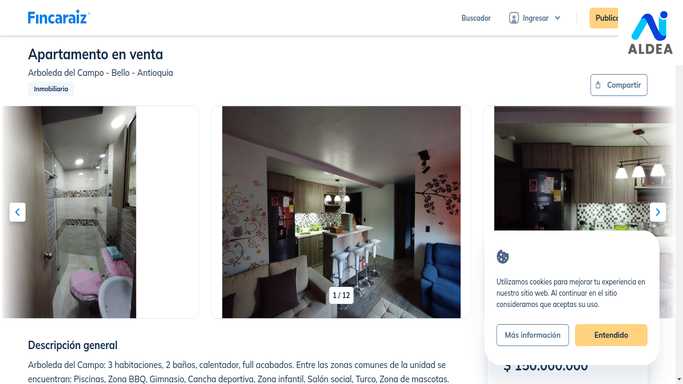 Fincaraiz
Buscador
Ingresar
Public
ALDEA
Apartamento en venta
Arboleda del Campo - Bello - Antioquia
Inmobiliario
Compartir
1 / 12
Utilizamos cookies para mejorar tu experiencia en
nuestro sitio web. Al continuar en el sitio
consideramos que aceptas su uso.
Más información
Entendido
$ 150.000.000
Descripción general
Arboleda del Campo: 3 habitaciones, 2 baños, calentador, full acabados. Entre las zonas comunes de la unidad se
encuentran: Piscinas, Zona BBQ, Gimnasio, Cancha deportiva, Zona infantil, Salón social, Turco, Zona de mascotas,